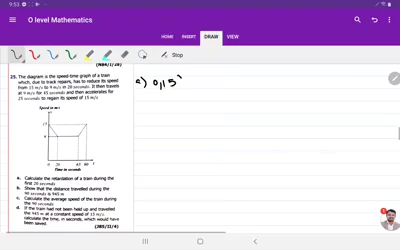 9:53
O level Mathematics
HOME INSERT DRAW VIEW
Stop
(N84/I/20)
25. The diagram is the speed-time graph of a train
which, due to track repairs, has to reduce its speed
from 15 m/s to 9 m/s in 20 seconds. It then travels
at 9 m/s for 45 seconds and then accelerates for
25 seconds to regain its speed of 15 m/s
Speed in m/s
15
9
0 20 65 90 t
Time in seconds
a. Calculate the retardation of a train during the
first 20 seconds
b. Show that the distance travelled during the
90 seconds is 945 m
c. Calculate the average speed of the train during
the 90 seconds
d. If the train had not been held up and travelled
the 945 m at a constant speed of 15 m/s,
calculate the time, in seconds, which would have
been saved.
(J85/II/4)
a) 0,15